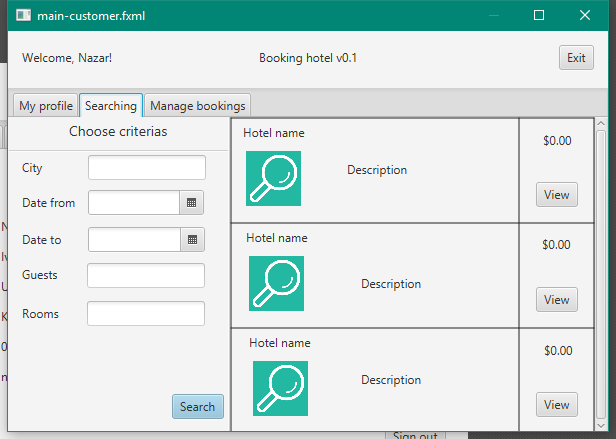 main-customer.fxml
Welcome, Nazar!
Booking hotel v0.1
Exit
My profile
Searching
Manage bookings
Choose criterias
City
Date from
Date to
Guests
Rooms
Search
Hotel name
Description
$0.00
View
Hotel name
Description
$0.00
View
Hotel name
Description
$0.00
View
Sign out